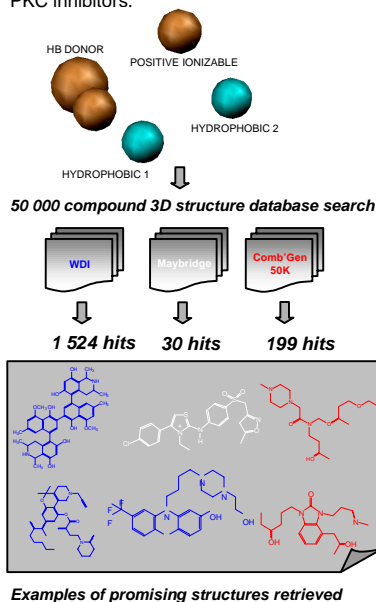 PKC inhibitors.
HB DONOR
POSITIVE IONIZABLE
HYDROPHOBIC 2
HYDROPHOBIC 1
50 000 compound 3D structure database search
WDI
Maybridge
Comb'Gen
50K
1 524 hits 30 hits 199 hits
Examples of promising structures retrieved